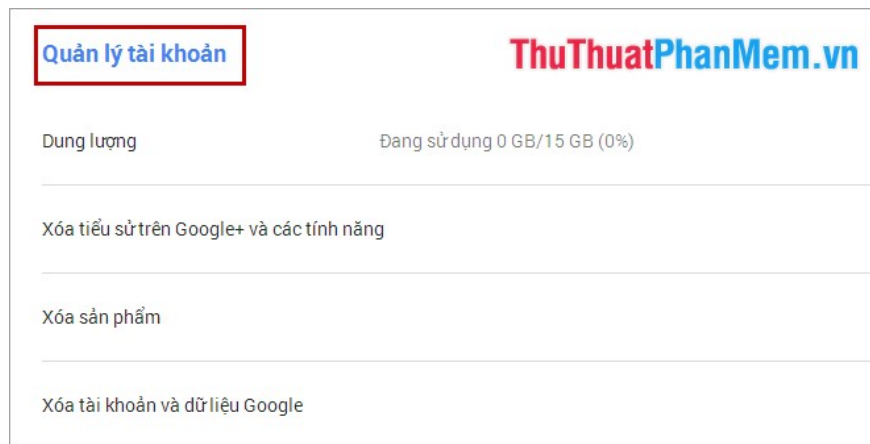 Quản lý tài khoản
ThuThuatPhanMem.vn
Dung lượng Đang sử dụng 0 GB/15 GB (0%)
Xóa tiểu sử trên Google+ và các tính năng
Xóa sản phẩm
Xóa tài khoản và dữ liệu Google